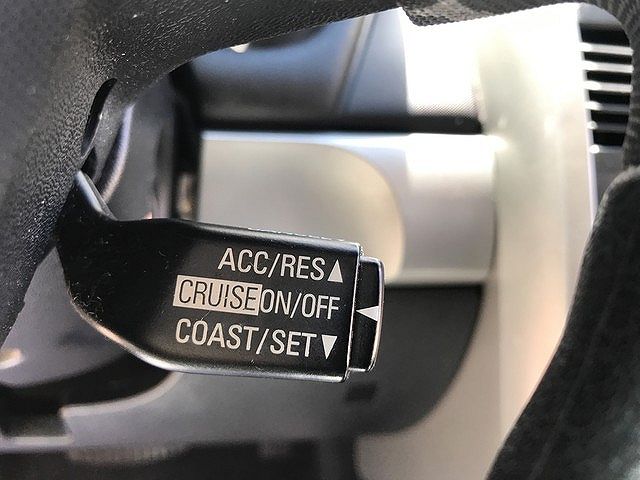 ACC/RES▲
CRUISE ON/OFF ◀
COAST/SET▼